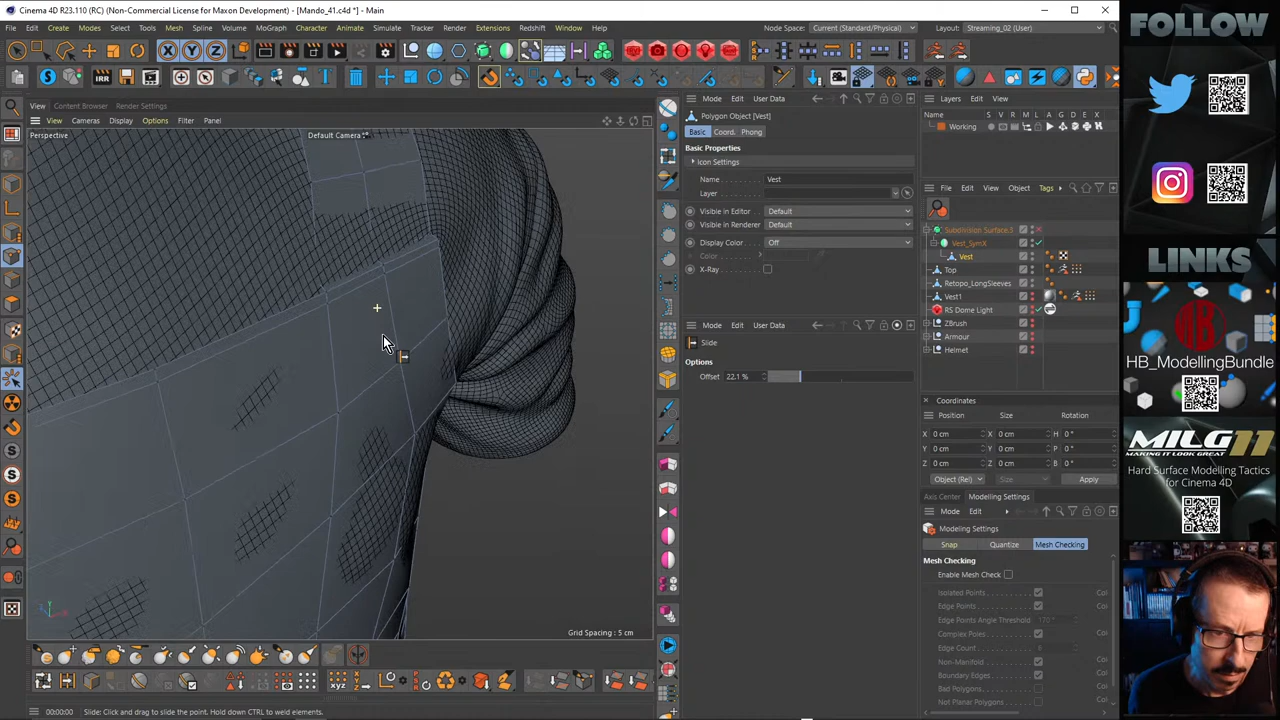 Cinema 4D R23.110 (RC) (Non-Commercial License for Maxon Development) - [Mando_41.c4d *] - Main
File Edit Create Modes Select Tools Mesh Spline Volume MoGraph Character Animate Simulate Tracker Render Extensions Window Help
Node Space: Current (Standard/Physical) Layout: Streaming_02 (User)
X Y Z
IRR
View Content Browser Render Settings
View Cameras Display Options Filter Panel
Perspective
Default Camera
Grid Spacing : 5 cm
Mode Edit User Data
Polygon Object [Vest]
Basic Coord. Phong
Basic Properties
Icon Settings
Name Vest
Layer
Visible in Editor Default
Visible in Renderer Default
Display Color Off
Color
X-Ray
Mode Edit User Data
Slide
Options
Offset 22.1 %
Layers Edit View
Name S V R M L A G D E X
Working
File Edit View Object Tags
Subdivision Surface.3
Vest_SymX
Vest
Top
Retopo_LongSleeves
Vest1
RS Dome Light
ZBrush
Armour
Helmet
Coordinates
Position Size Rotation
X 0 cm X 0 cm H 0 °
Y 0 cm Y 0 cm P 0 °
Z 0 cm Z 0 cm B 0 °
Object (Rel) Size Apply
Axis Center Modelling Settings
Mode Edit
Modeling Settings
Snap Quantize Mesh Checking
Mesh Checking
Enable Mesh Check
Isolated Points
Edge Points
Edge Points Angle Threshold 170 °
Complex Poles
Edge Count 8
Non-Manifold
Boundary Edges
Bad Polygons
Not Planar Polygons
00:00:00 Slide: Click and drag to slide the point. Hold down CTRL to weld elements.
FOLLOW
LINKS
HB_ModellingBundle
MILG11
MAKING IT LOOK GREAT
Hard Surface Modelling Tactics
for Cinema 4D